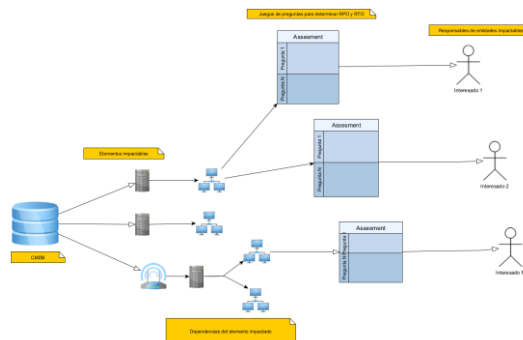 Juegos de preguntas para determinar RPO y RTO
Responsables de entidades impactables
Assesment
Pregunta 1
Pregunta N
Interesado 1
Assesment
Pregunta 1
Pregunta N
Interesado 2
Elementos impactables
Assesment
Pregunta 1
Pregunta N
Interesado N
CMDB
Dependencias del elemento impactado